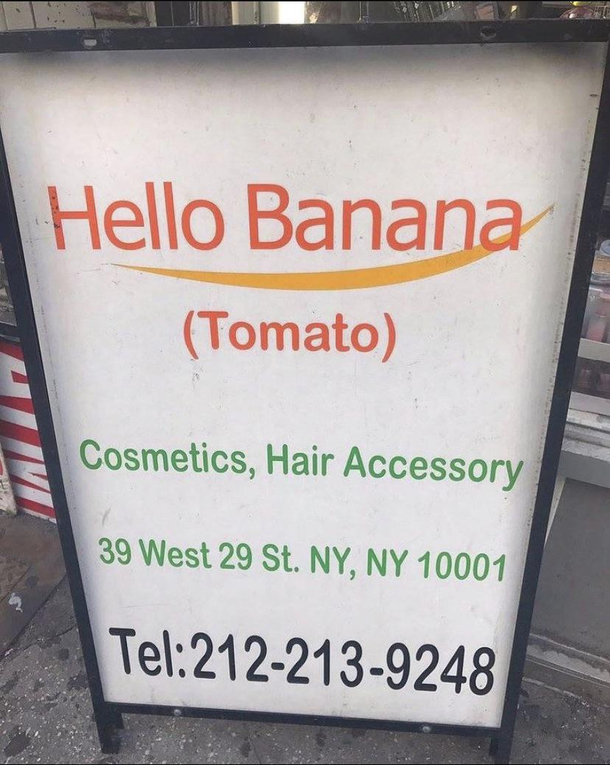 Hello Banana
(Tomato)
Cosmetics, Hair Accessory
39 West 29 St. NY, NY 10001
Tel:212-213-9248